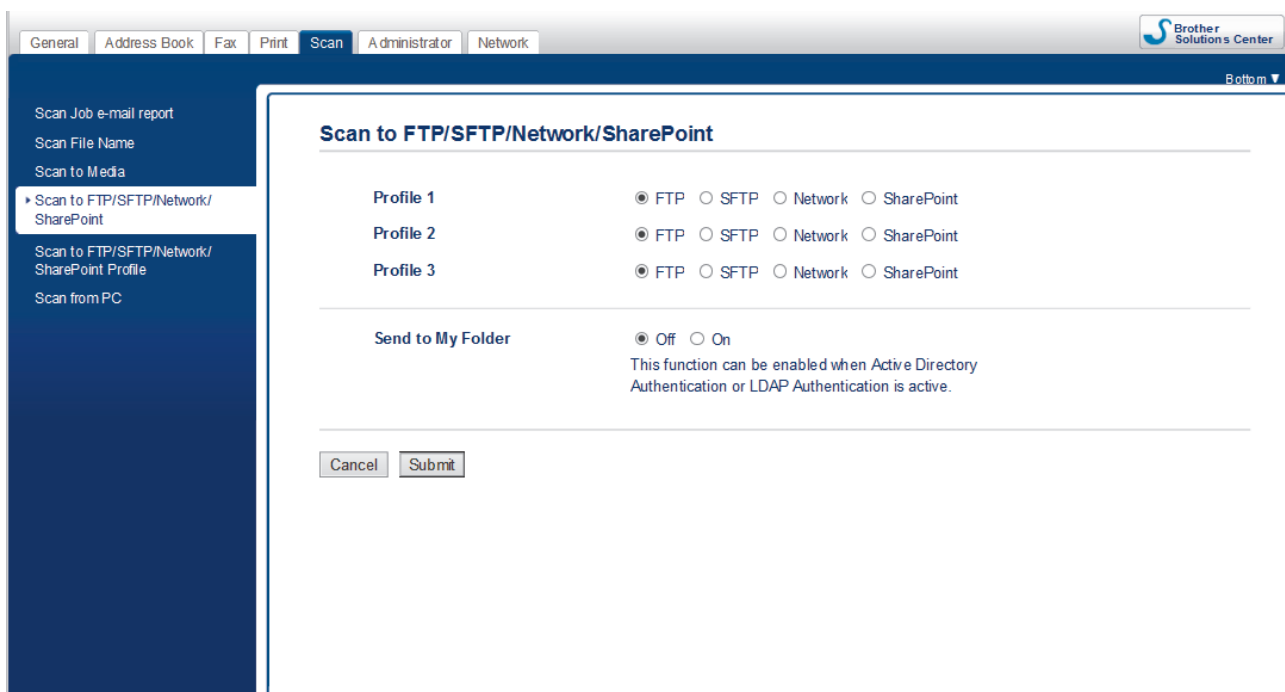 General Address Book Fax Print Scan Administrator Network
Brother
Solutions Center
Bottom ▼
Scan Job e-mail report
Scan File Name
Scan to Media
Scan to FTP/SFTP/Network/
SharePoint
Scan to FTP/SFTP/Network/
SharePoint Profile
Scan from PC
Scan to FTP/SFTP/Network/SharePoint
Profile 1 FTP SFTP Network SharePoint
Profile 2 FTP SFTP Network SharePoint
Profile 3 FTP SFTP Network SharePoint
Send to My Folder Off On
This function can be enabled when Active Directory
Authentication or LDAP Authentication is active.
Cancel Submit